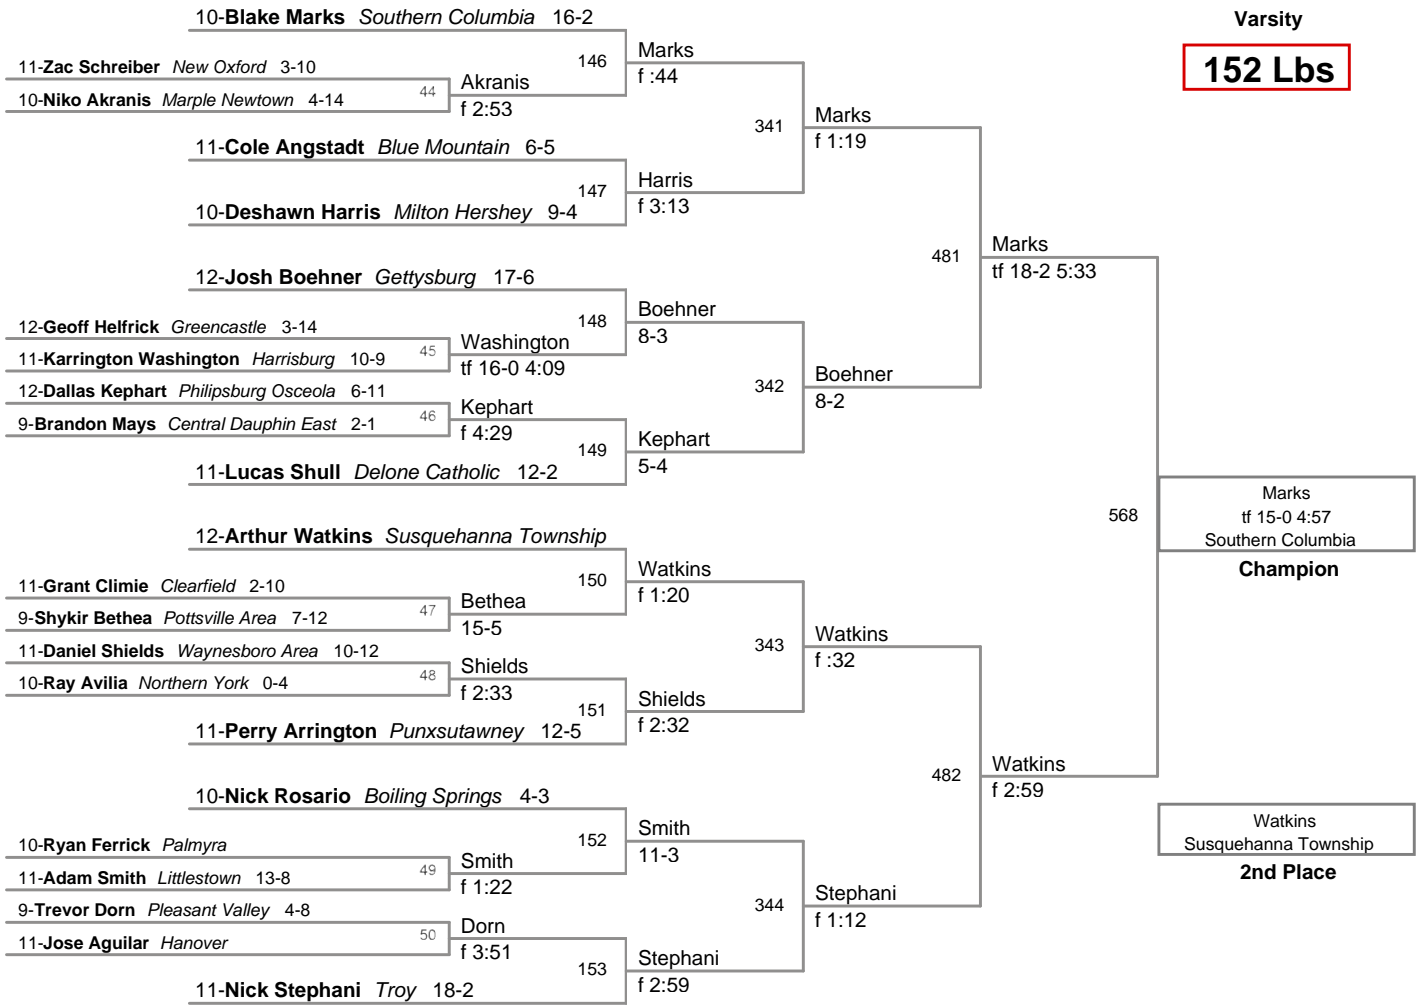 10-Blake Marks Southern Columbia 16-2
Varsity
152 Lbs
146
Marks
f :44
11-Zac Schreiber New Oxford 3-10
44
Akranis
f 2:53
10-Niko Akranis Marple Newtown 4-14
341
Marks
f 1:19
11-Cole Angstadt Blue Mountain 6-5
147
Harris
f 3:13
10-Deshawn Harris Milton Hershey 9-4
481
Marks
tf 18-2 5:33
12-Josh Boehner Gettysburg 17-6
148
Boehner
8-3
12-Geoff Helfrick Greencastle 3-14
45
Washington
tf 16-0 4:09
11-Karrington Washington Harrisburg 10-9
342
Boehner
8-2
12-Dallas Kephart Philipsburg Osceola 6-11
46
Kephart
f 4:29
9-Brandon Mays Central Dauphin East 2-1
149
Kephart
5-4
11-Lucas Shull Delone Catholic 12-2
568
Marks
tf 15-0 4:57
Southern Columbia
Champion
12-Arthur Watkins Susquehanna Township
150
Watkins
f 1:20
11-Grant Climie Clearfield 2-10
47
Bethea
15-5
9-Shykir Bethea Pottsville Area 7-12
343
Watkins
f :32
11-Daniel Shields Waynesboro Area 10-12
48
Shields
f 2:33
10-Ray Avilia Northern York 0-4
151
Shields
f 2:32
11-Perry Arrington Punxsutawney 12-5
482
Watkins
f 2:59
10-Nick Rosario Boiling Springs 4-3
152
Smith
11-3
10-Ryan Ferrick Palmyra
49
Smith
f 1:22
11-Adam Smith Littlestown 13-8
Watkins
Susquehanna Township
2nd Place
344
Stephani
f 1:12
9-Trevor Dorn Pleasant Valley 4-8
50
Dorn
f 3:51
11-Jose Aguilar Hanover
153
Stephani
f 2:59
11-Nick Stephani Troy 18-2